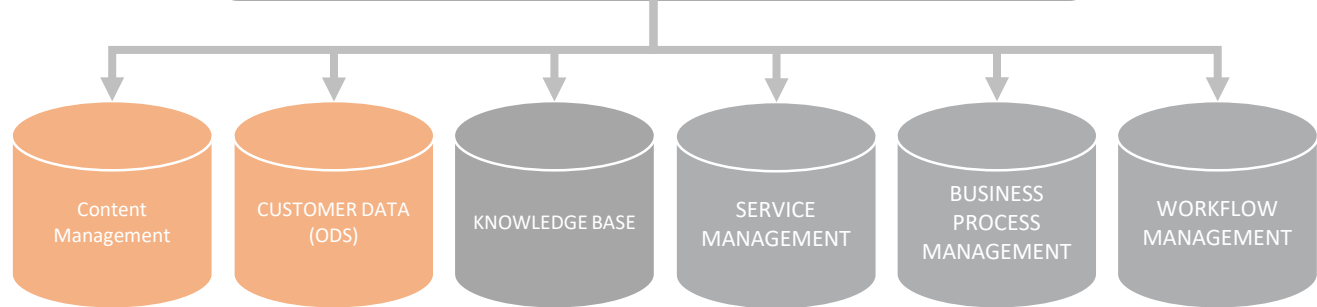 Content
Management
CUSTOMER DATA
(ODS)
KNOWLEDGE BASE
SERVICE
MANAGEMENT
BUSINESS
PROCESS
MANAGEMENT
WORKFLOW
MANAGEMENT